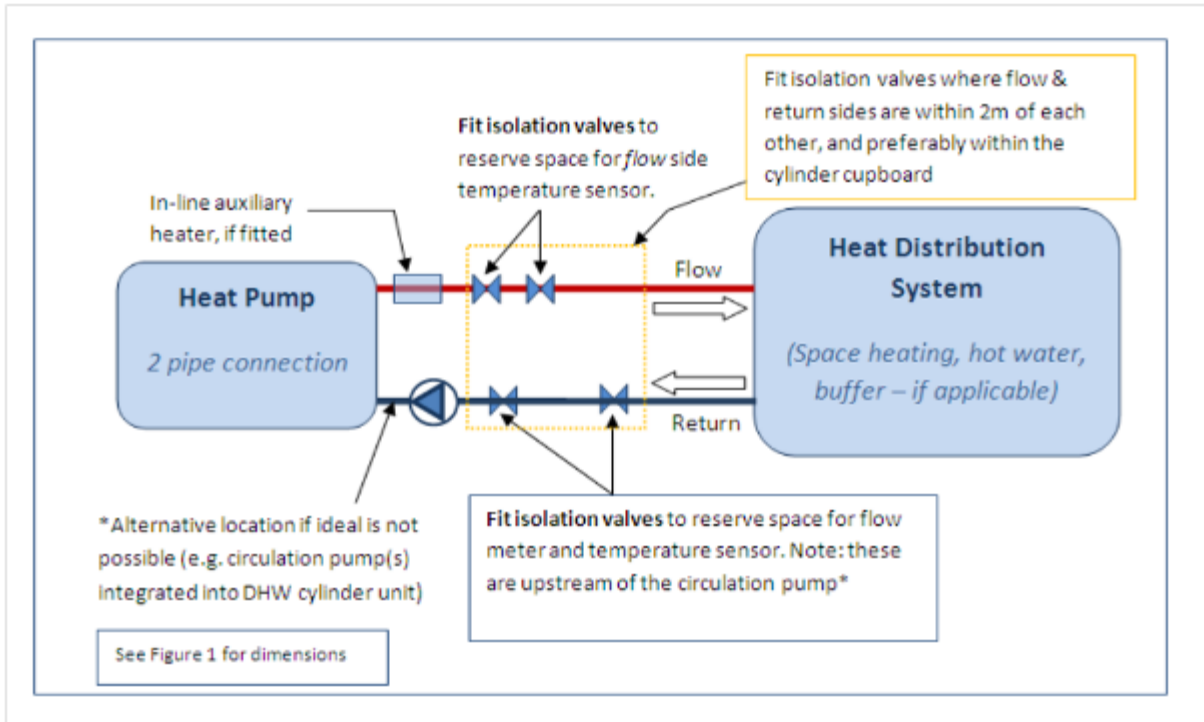 Fit isolation valves where flow &
return sides are within 2m of each
other, and preferably within the
cylinder cupboard
Fit isolation valves to
reserve space for flow side
temperature sensor.
In-line auxiliary
heater, if fitted
Heat Pump
2 pipe connection
Flow
Return
Heat Distribution
System
(Space heating, hot water,
buffer – if applicable)
*Alternative location if ideal is not
possible (e.g. circulation pump(s)
integrated into DHW cylinder unit)
Fit isolation valves to reserve space for flow
meter and temperature sensor. Note: these
are upstream of the circulation pump*
See Figure 1 for dimensions